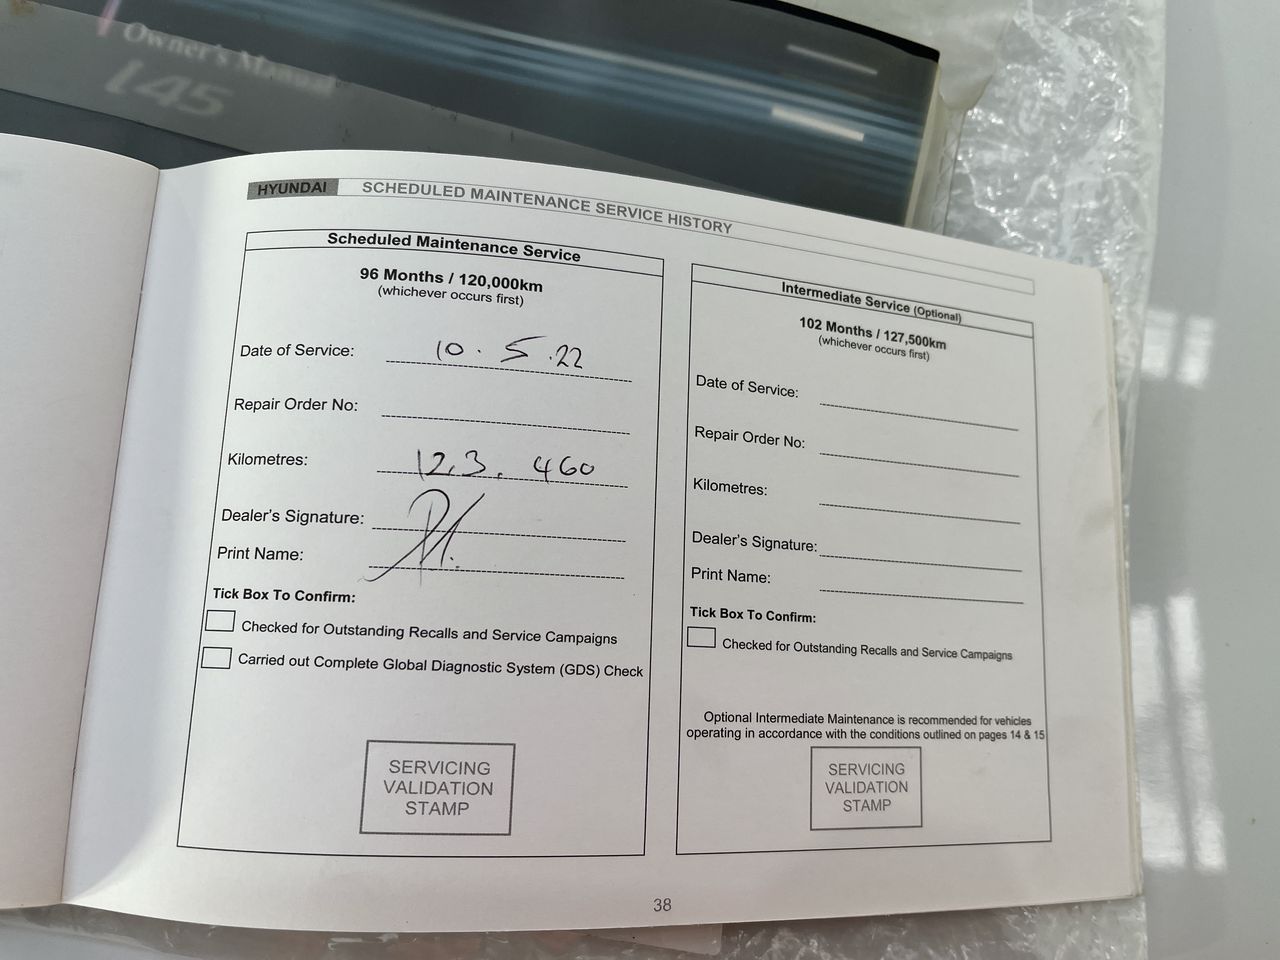 Owner's Manual
i45
HYUNDAI SCHEDULED MAINTENANCE SERVICE HISTORY
Scheduled Maintenance Service
96 Months / 120,000km
(whichever occurs first)
Date of Service: 10.5.22
Repair Order No:
Kilometres: 123,460
Dealer's Signature:
Print Name:
Tick Box To Confirm:
Checked for Outstanding Recalls and Service Campaigns
Carried out Complete Global Diagnostic System (GDS) Check
SERVICING
VALIDATION
STAMP
Intermediate Service (Optional)
102 Months / 127,500km
(whichever occurs first)
Date of Service:
Repair Order No:
Kilometres:
Dealer's Signature:
Print Name:
Tick Box To Confirm:
Checked for Outstanding Recalls and Service Campaigns
Optional Intermediate Maintenance is recommended for vehicles
operating in accordance with the conditions outlined on pages 14 & 15
SERVICING
VALIDATION
STAMP
38